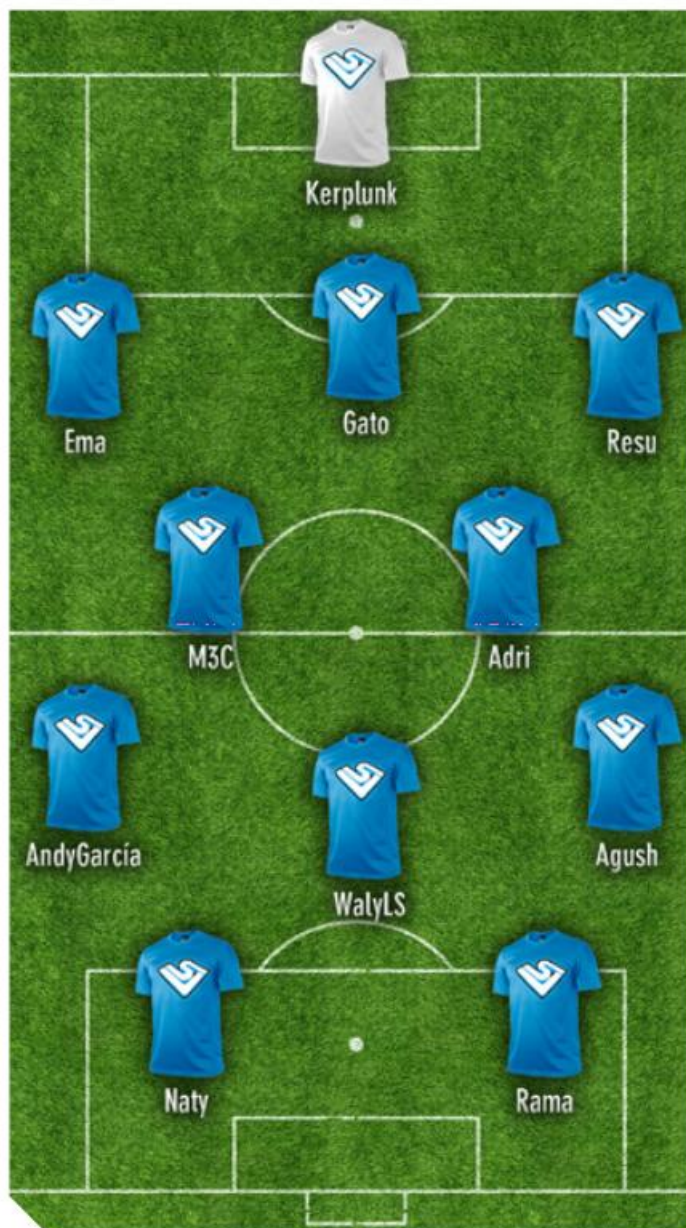 Kerplunk
Ema
Gato
Resu
M3C
Adri
AndyGarcía
WalyLS
Agush
Naty
Rama